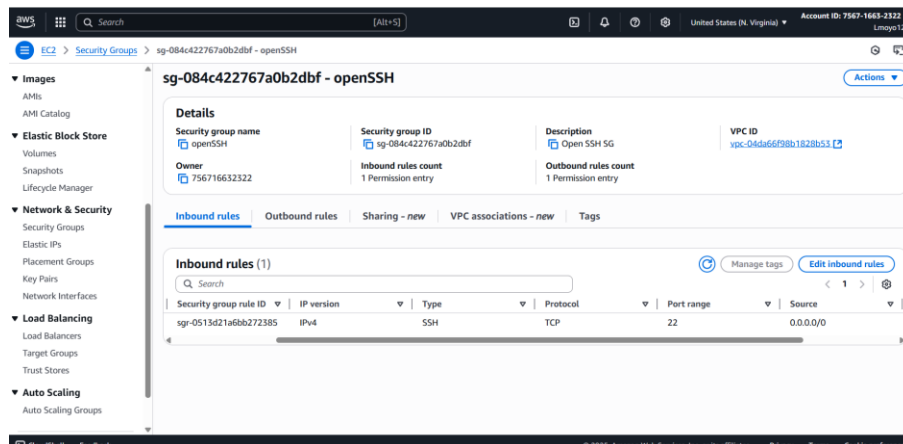 aws
Search
[Alt+S]
United States (N. Virginia)
Account ID: 7567-1663-2322
Lmoyo12
EC2 > Security Groups > sg-084c422767a0b2dbf - openSSH
Images
AMIs
AMI Catalog
Elastic Block Store
Volumes
Snapshots
Lifecycle Manager
Network & Security
Security Groups
Elastic IPs
Placement Groups
Key Pairs
Network Interfaces
Load Balancing
Load Balancers
Target Groups
Trust Stores
Auto Scaling
Auto Scaling Groups
sg-084c422767a0b2dbf - openSSH
Actions
Details
Security group name
openSSH
Security group ID
sg-084c422767a0b2dbf
Description
Open SSH SG
VPC ID
vpc-04da66f98b1828b53
Owner
756716632322
Inbound rules count
1 Permission entry
Outbound rules count
1 Permission entry
Inbound rules Outbound rules Sharing - new VPC associations - new Tags
Inbound rules (1)
Manage tags
Edit inbound rules
Search
1
Security group rule ID IP version Type Protocol Port range Source
sgr-0513d21a6bb272385 IPv4 SSH TCP 22 0.0.0.0/0